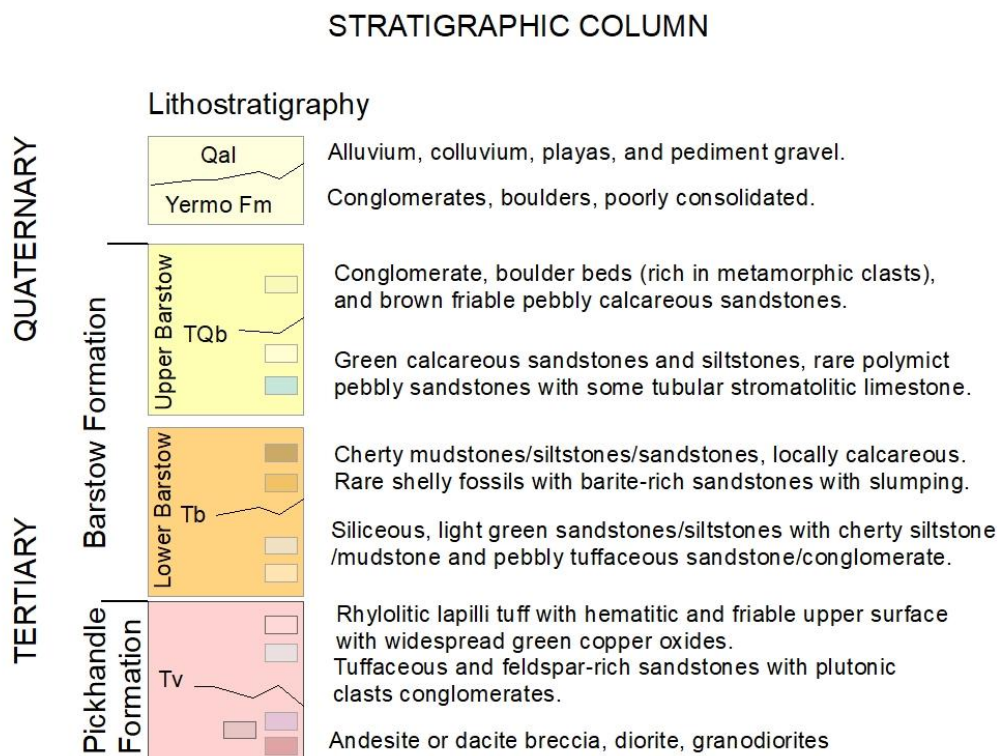 STRATIGRAPHIC COLUMN
Lithostratigraphy
QUATERNARY
TERTIARY
Barstow Formation
Pickhandle
Formation
Qal
Alluvium, colluvium, playas, and pediment gravel.
Yermo Fm
Conglomerates, boulders, poorly consolidated.
Upper Barstow
TQb
Conglomerate, boulder beds (rich in metamorphic clasts),
and brown friable pebbly calcareous sandstones.
Green calcareous sandstones and siltstones, rare polymict
pebbly sandstones with some tubular stromatolitic limestone.
Lower Barstow
Tb
Cherty mudstones/siltstones/sandstones, locally calcareous.
Rare shelly fossils with barite-rich sandstones with slumping.
Siliceous, light green sandstones/siltstones with cherty siltstone
/mudstone and pebbly tuffaceous sandstone/conglomerate.
Tv
Rhylolitic lapilli tuff with hematitic and friable upper surface
with widespread green copper oxides.
Tuffaceous and feldspar-rich sandstones with plutonic
clasts conglomerates.
Andesite or dacite breccia, diorite, granodiorites